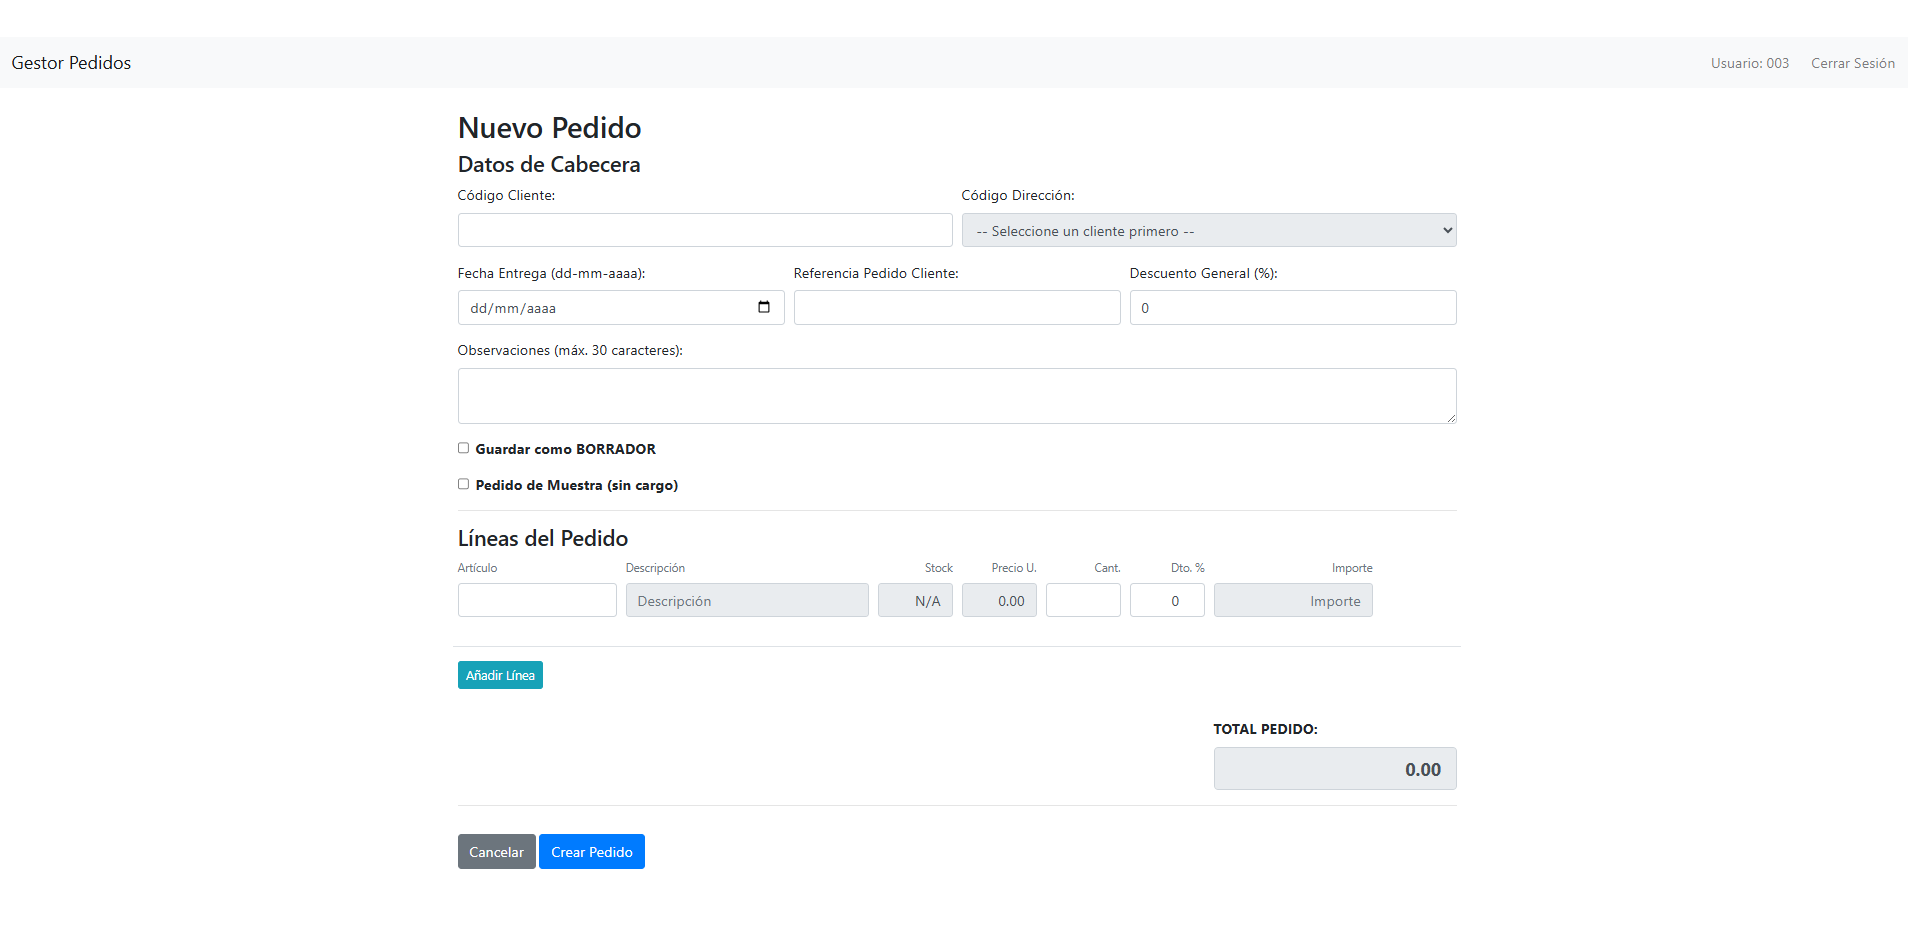 Gestor Pedidos Usuario: 003 Cerrar Sesión
Nuevo Pedido
Datos de Cabecera
Código Cliente: Código Dirección:
-- Seleccione un cliente primero --
Fecha Entrega (dd-mm-aaaa): Referencia Pedido Cliente: Descuento General (%):
dd/mm/aaaa 0
Observaciones (máx. 30 caracteres):
Guardar como BORRADOR
Pedido de Muestra (sin cargo)
Líneas del Pedido
Artículo Descripción Stock Precio U. Cant. Dto. % Importe
Descripción N/A 0.00 0 Importe
Añadir Línea
TOTAL PEDIDO:
0.00
Cancelar Crear Pedido